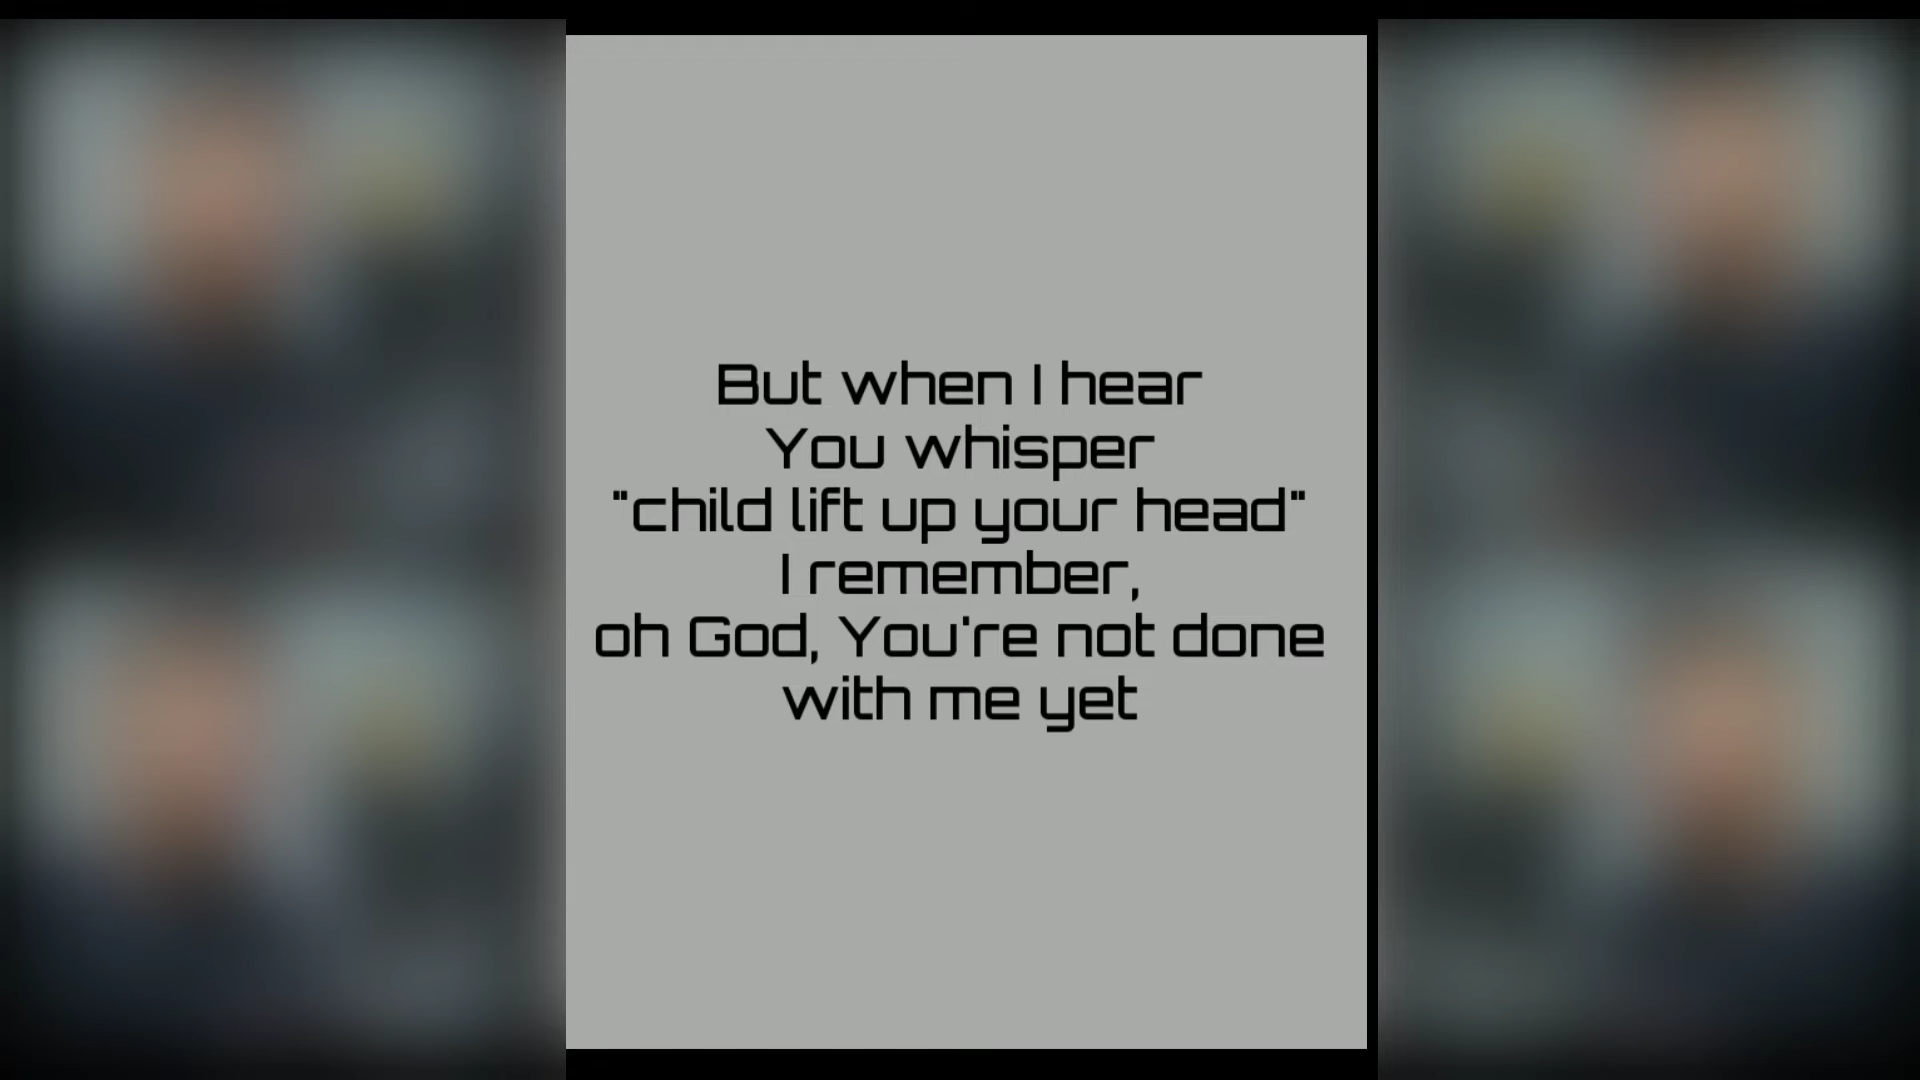 But when I hear
You whisper
"child lift up your head"
I remember,
oh God, You're not done
with me yet